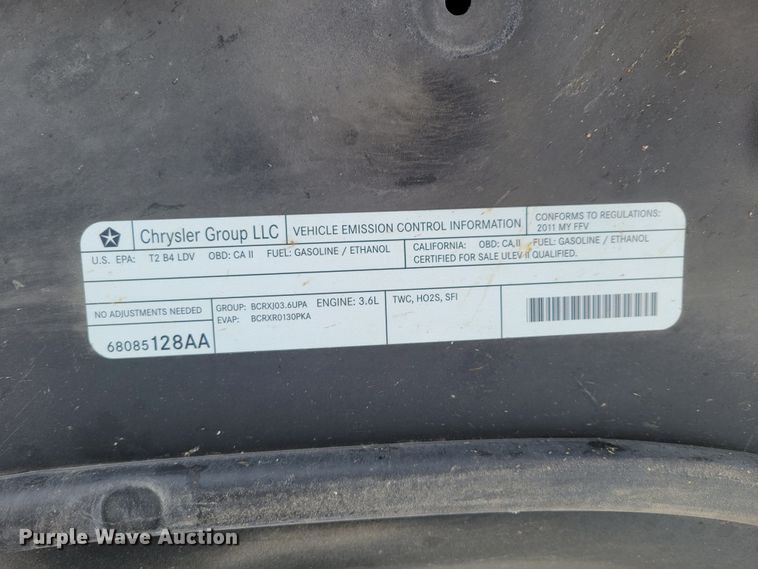 Chrysler Group LLC
VEHICLE EMISSION CONTROL INFORMATION
CONFORMS TO REGULATIONS:
2011 MY FFV
U.S. EPA: T2 B4 LDV OBD: CA II FUEL: GASOLINE / ETHANOL
CALIFORNIA: OBD: CA,II FUEL: GASOLINE / ETHANOL
CERTIFIED FOR SALE ULEV II QUALIFIED.
NO ADJUSTMENTS NEEDED
68085128AA
GROUP: BCRXJ03.6UPA ENGINE: 3.6L
EVAP: BCRXR0130PKA
TWC, HO2S, SFI
Purple Wave Auction